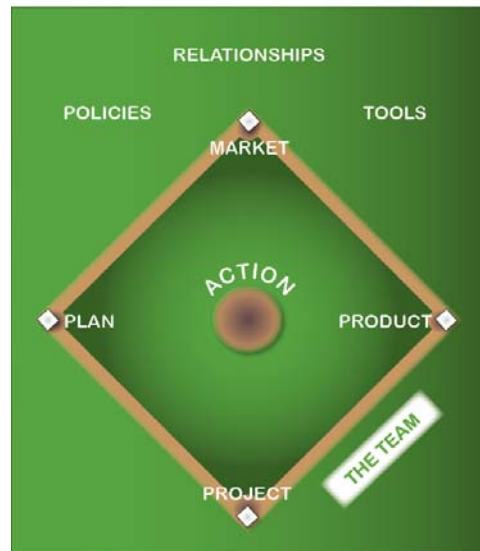 RELATIONSHIPS
POLICIES
TOOLS
MARKET
ACTION
PLAN
PRODUCT
THE TEAM
PROJECT